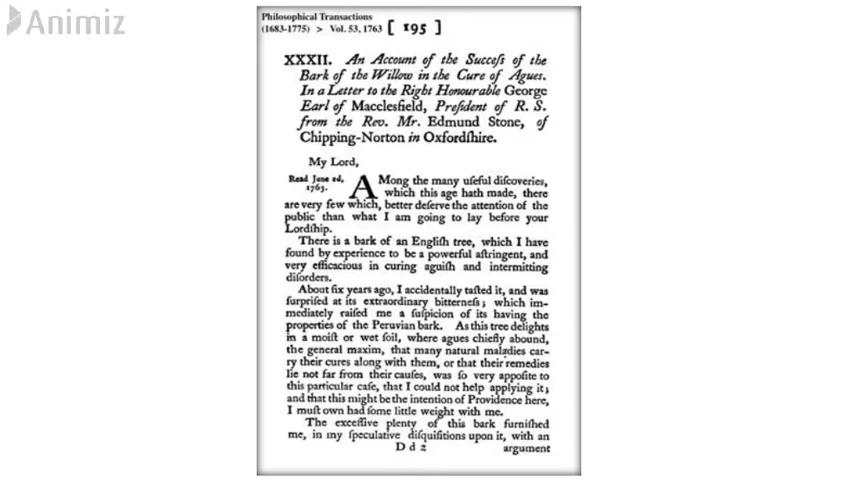 Animiz
Philosophical Transactions
(1683-1775) > Vol. 53, 1763 [ 195 ]
XXXII. An Account of the Succeſs of the
Bark of the Willow in the Cure of Agues.
In a Letter to the Right Honourable George
Earl of Macclesfield, Preſident of R. S.
from the Rev. Mr. Edmund Stone, of
Chipping-Norton in Oxfordſhire.
My Lord,
Read June 2d,
1763.
AMong the many uſeful diſcoveries,
which this age hath made, there
are very few which, better deſerve the attention of the
public than what I am going to lay before your
Lordſhip.
There is a bark of an Engliſh tree, which I have
found by experience to be a powerful aſtringent, and
very efficacious in curing aguiſh and intermitting
diſorders.
About ſix years ago, I accidentally taſted it, and was
ſurpriſed at its extraordinary bitterneſs; which im-
mediately raiſed me a ſuſpicion of its having the
properties of the Peruvian bark. As this tree delights
in a moiſt or wet ſoil, where agues chiefly abound,
the general maxim, that many natural maladies car-
ry their cures along with them, or that their remedies
lie not far from their cauſes, was ſo very appoſite to
this particular caſe, that I could not help applying it;
and that this might be the intention of Providence here,
I muſt own had ſome little weight with me.
The exceſſive plenty of this bark furniſhed
me, in my ſpeculative diſquiſitions upon it, with an
D d 2 argument